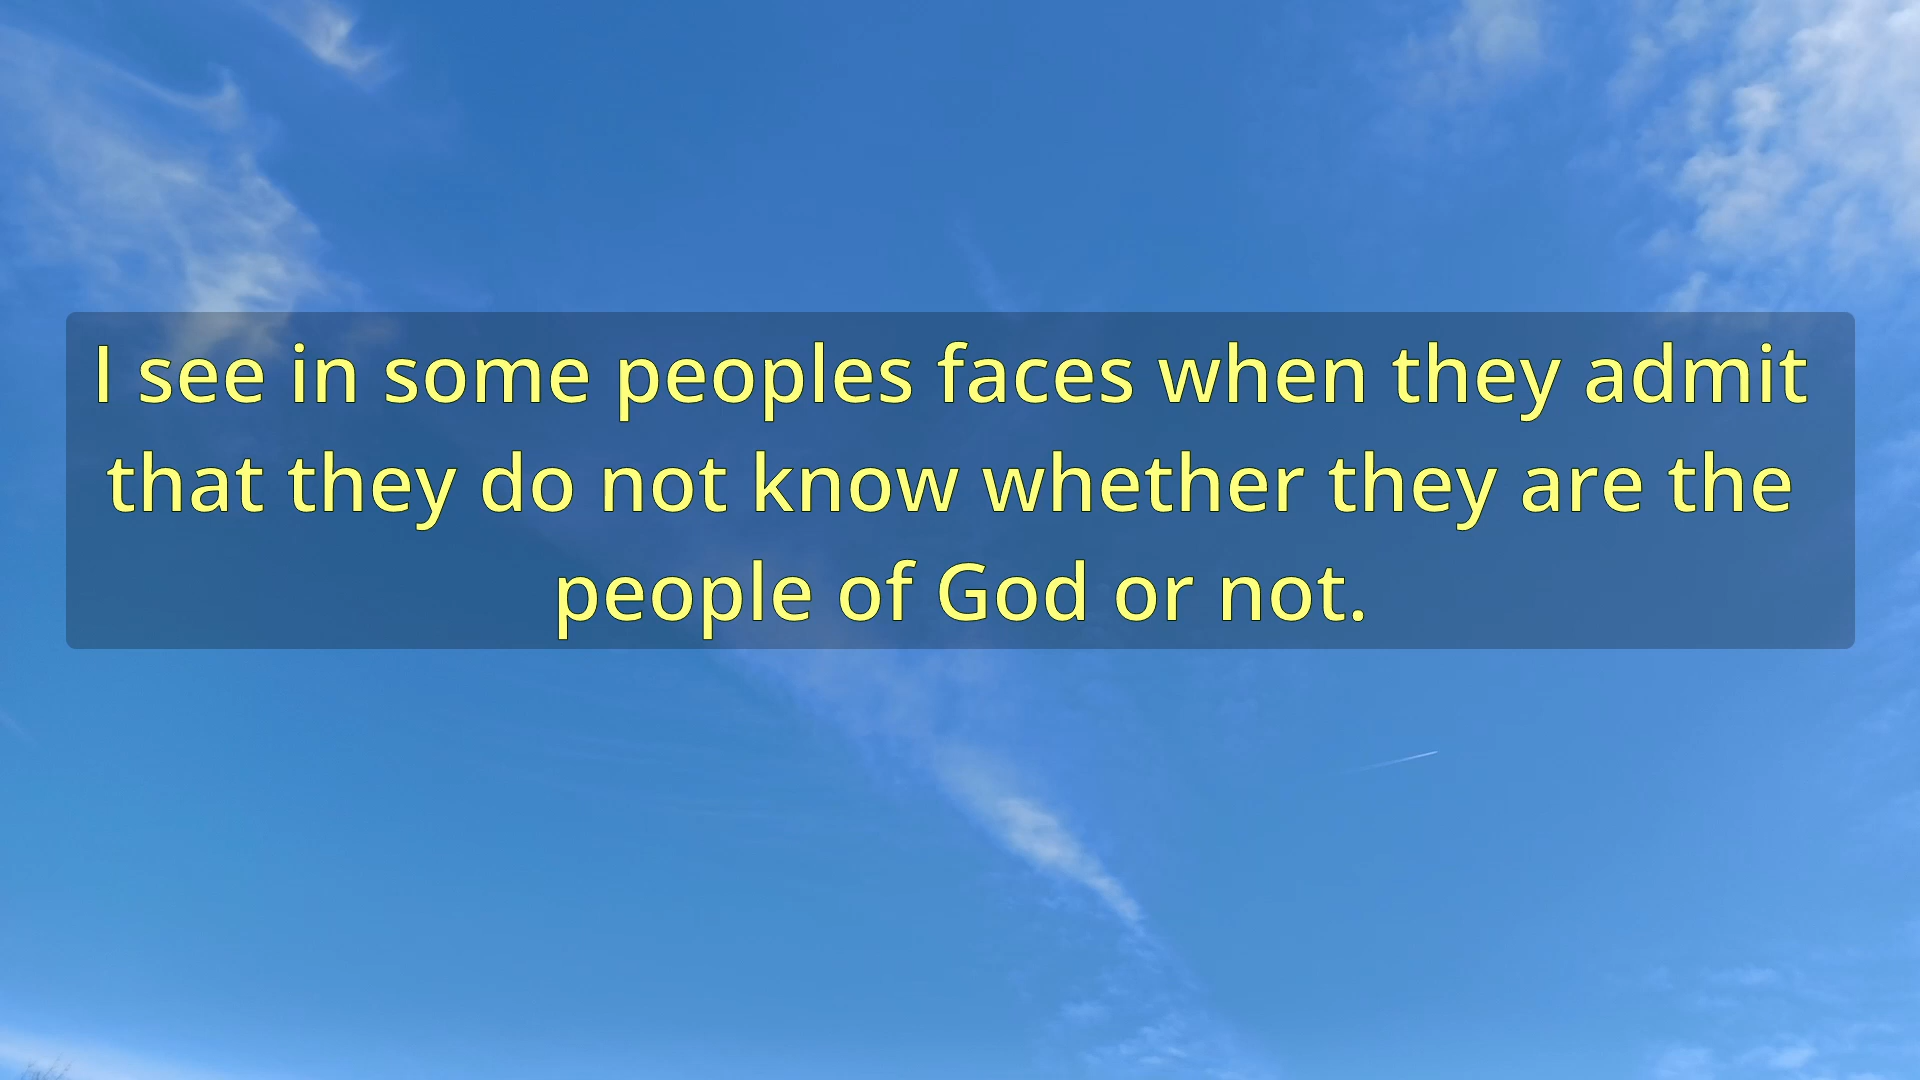 I see in some peoples faces when they admit
that they do not know whether they are the
people of God or not.